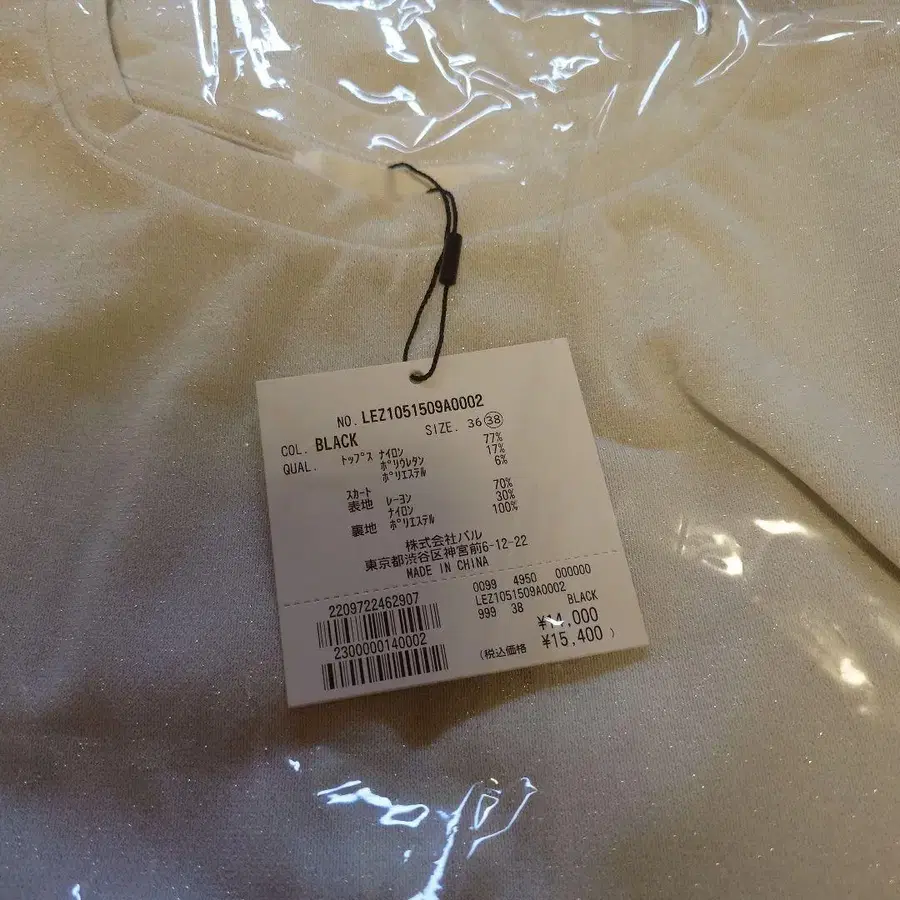 NO. LEZ1051509A0002
COL. BLACK SIZE. 36 38
QUAL. トップス ナイロン 77%
ポリウレタン 17%
ポリエステル 6%
スカート
表地 レーヨン 70%
ナイロン 30%
裏地 ポリエステル 100%
株式会社パル
東京都渋谷区神宮前6-12-22
MADE IN CHINA
2209722462907
2300000140002
0099 4950 000000
LEZ1051509A0002
999 38 BLACK
¥14,000
(税込価格 ¥15,400 )